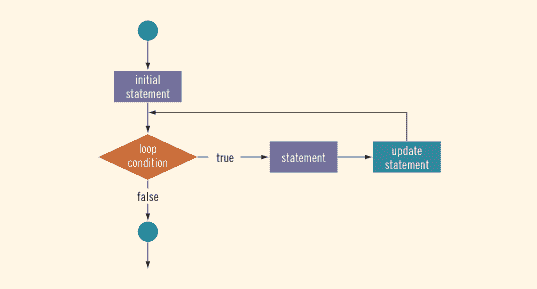 initial
statement
loop
condition
true
statement
update
statement
false